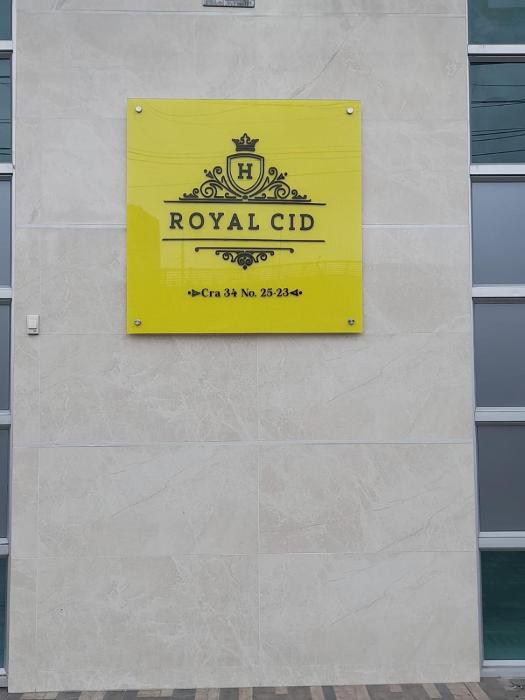 H
ROYAL CID
Cra 34 No. 25-23